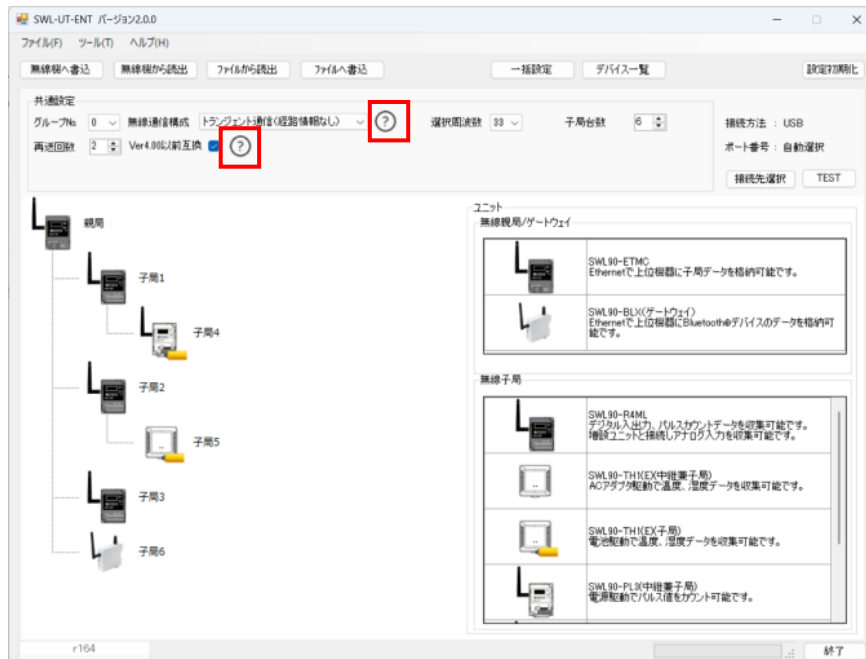 SWL-UT-ENT バージョン2.0.0
ファイル(F) ツール(T) ヘルプ(H)
無線機へ書込 無線機から読出 ファイルから読出 ファイルへ書込 一括設定 デバイス一覧 設定初期化
共通設定
グループNo. 0 無線通信構成 トランジェント通信(経路情報なし) ? 選択周波数 33 子局台数 6
再送回数 2 Ver4.00以前互換 ?
接続方法 : USB
ポート番号 : 自動選択
接続先選択 TEST
親局
子局1
子局4
子局2
子局5
子局3
子局6
ユニット
無線親局/ゲートウェイ
SWL90-ETMC
Ethernetで上位機器に子局データを格納可能です。
SWL90-BLX(ゲートウェイ)
Ethernetで上位機器にBluetooth®デバイスのデータを格納可
能です。
無線子局
SWL90-R4ML
デジタル入出力、パルスカウントデータを収集可能です。
増設ユニットと接続しアナログ入力を収集可能です。
SWL90-TH1(E)(中継兼子局)
ACアダプタ駆動で温度、湿度データを収集可能です。
SWL90-TH1(E)(子局)
電池駆動で温度、湿度データを収集可能です。
SWL90-PL3(中継兼子局)
電源駆動でパルス値をカウント可能です。
r164
終了